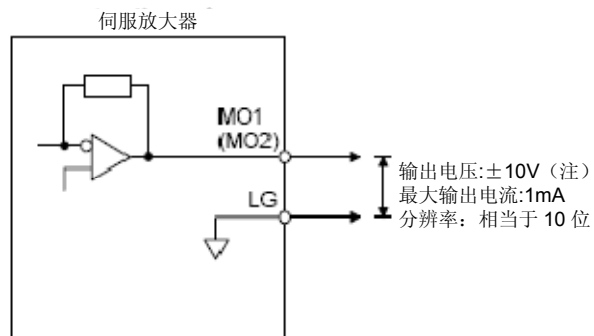 伺服放大器
MO1
(MO2)
LG
输出电压:±10V（注）
最大输出电流:1mA
分辨率：相当于 10 位